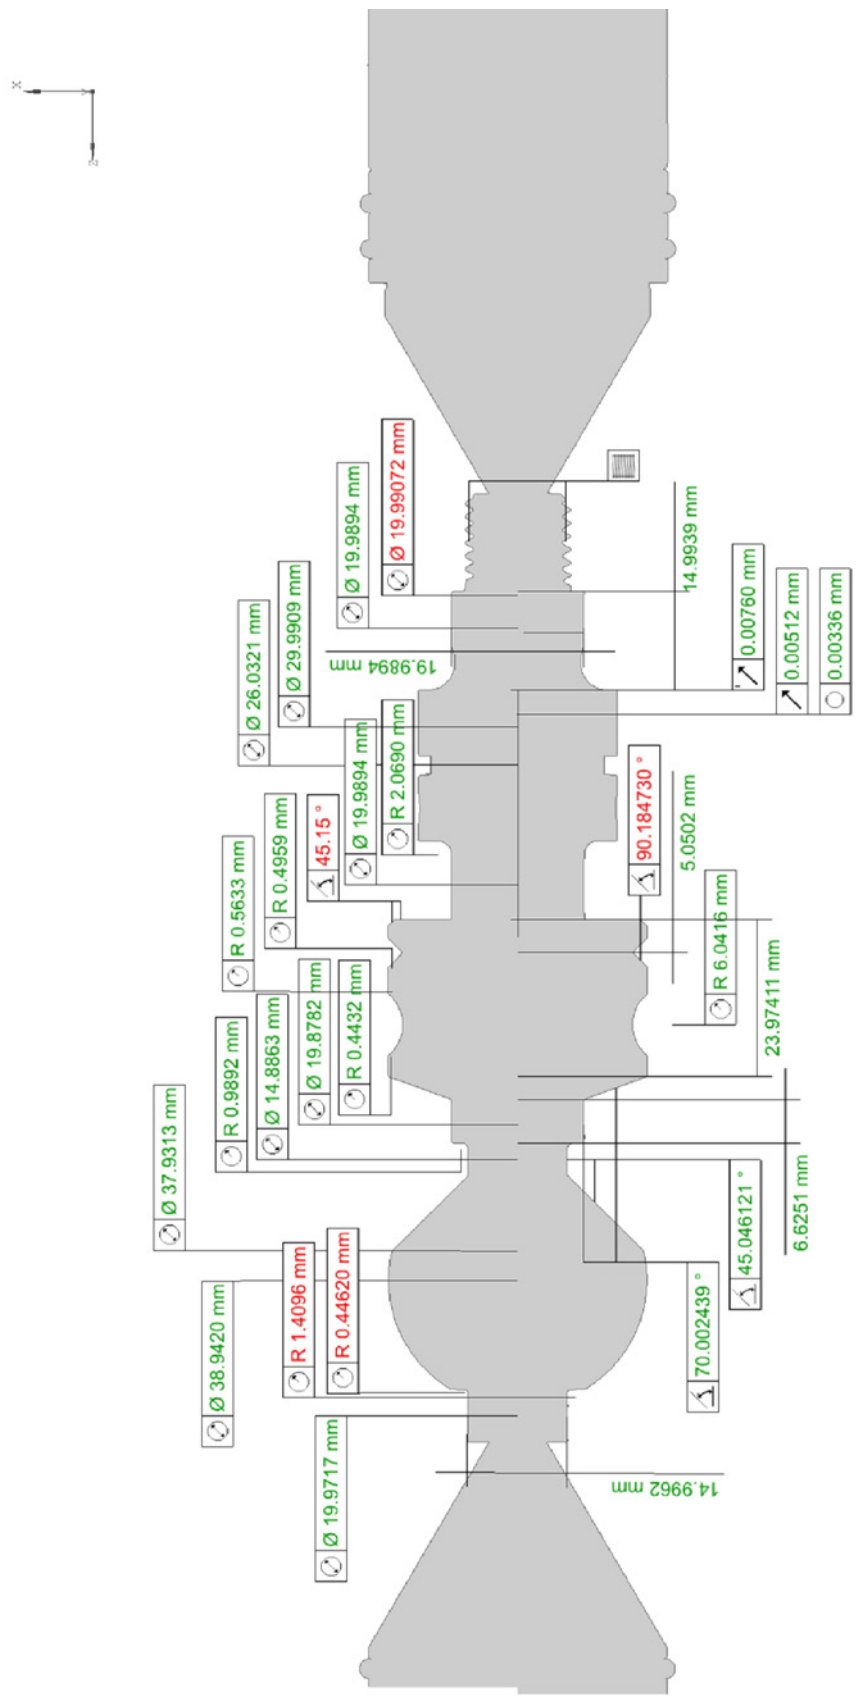 X
Z
Ø 19.99072 mm
Ø 19.9894 mm
Ø 29.9909 mm
Ø 26.0321 mm
19.9894 mm
14.9939 mm
0.00760 mm
0.00512 mm
0.00336 mm
R 2.0690 mm
Ø 19.9894 mm
45.15 °
R 0.4959 mm
R 0.5633 mm
90.184730 °
5.0502 mm
R 6.0416 mm
23.97411 mm
R 0.4432 mm
Ø 19.8782 mm
Ø 14.8863 mm
R 0.9892 mm
Ø 37.9313 mm
6.6251 mm
45.046121 °
70.002439 °
R 0.44620 mm
R 1.4096 mm
Ø 38.9420 mm
Ø 19.9717 mm
14.9962 mm